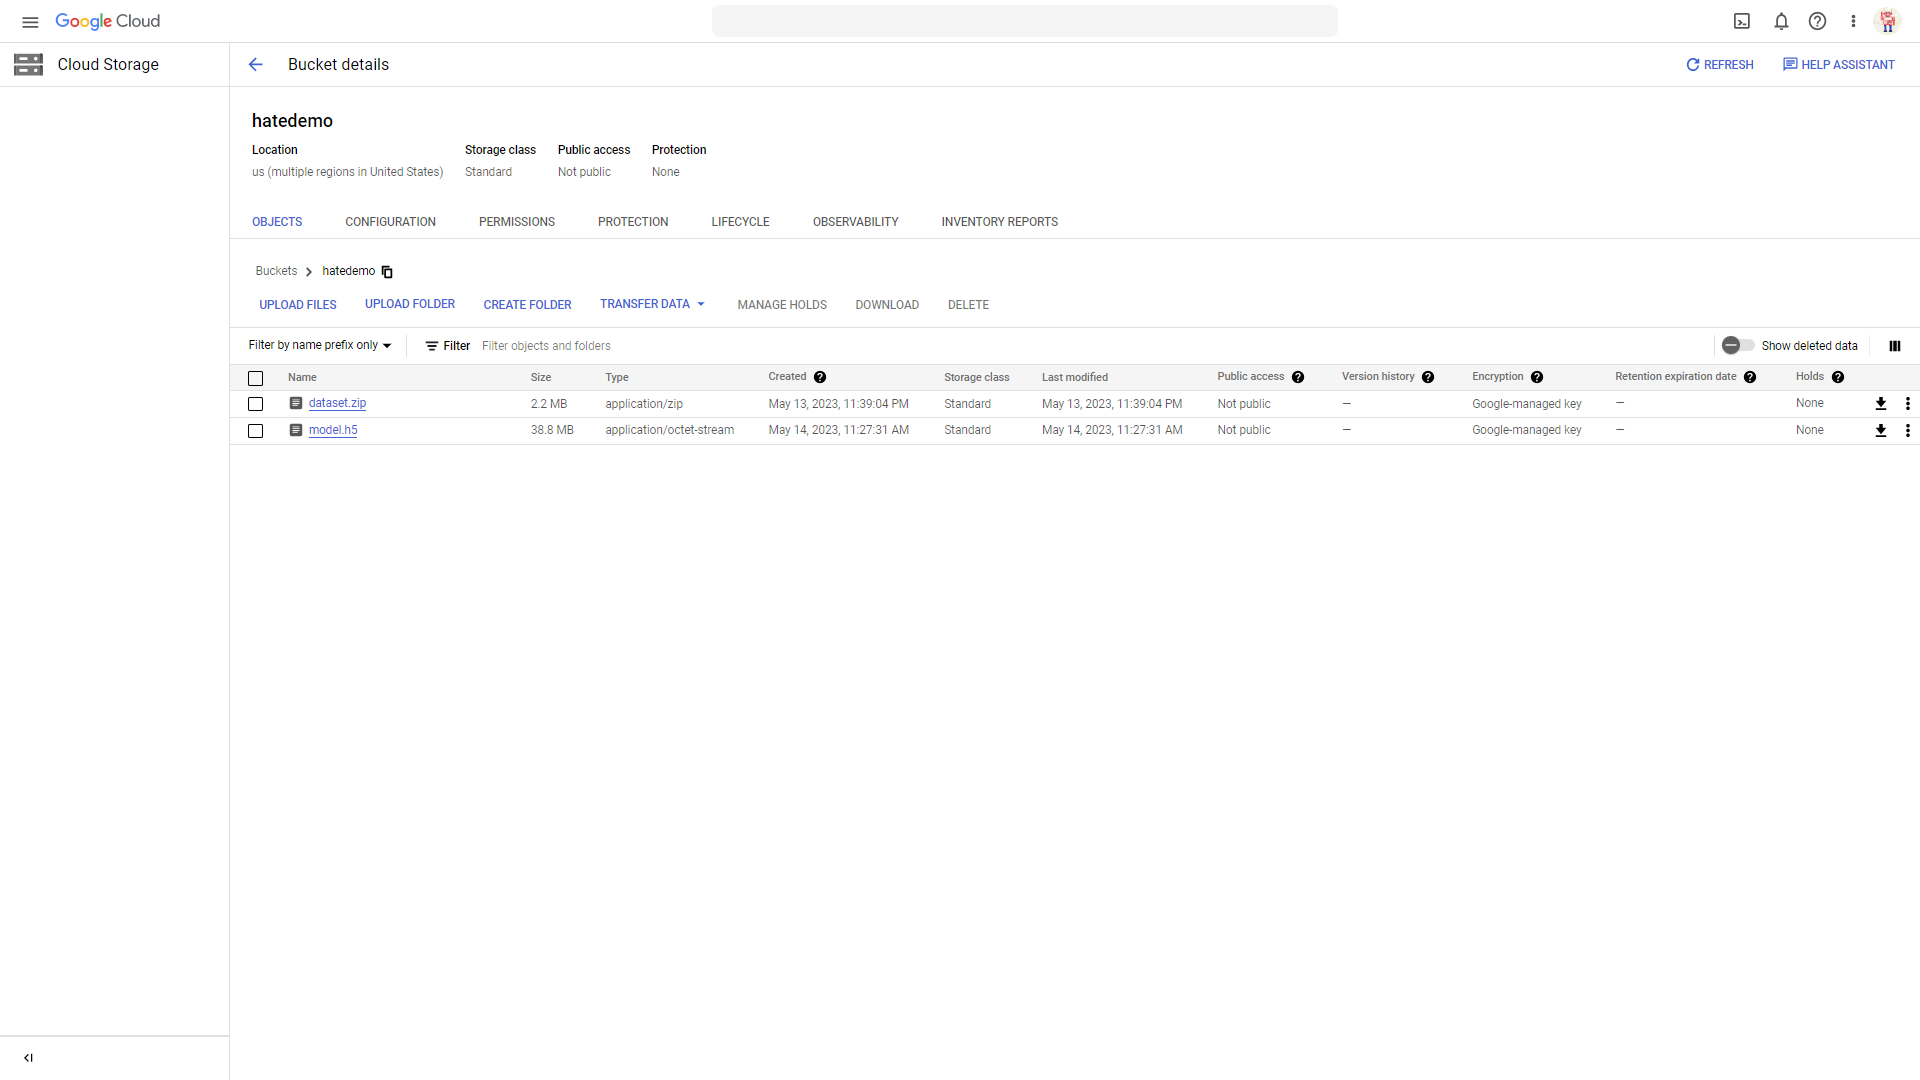 Google Cloud
Cloud Storage
Bucket details
REFRESH
HELP ASSISTANT
hatedemo
Location Storage class Public access Protection
us (multiple regions in United States) Standard Not public None
OBJECTS CONFIGURATION PERMISSIONS PROTECTION LIFECYCLE OBSERVABILITY INVENTORY REPORTS
Buckets hatedemo
UPLOAD FILES UPLOAD FOLDER CREATE FOLDER TRANSFER DATA MANAGE HOLDS DOWNLOAD DELETE
Filter by name prefix only Filter Filter objects and folders Show deleted data
Name Size Type Created Storage class Last modified Public access Version history Encryption Retention expiration date Holds
dataset.zip 2.2 MB application/zip May 13, 2023, 11:39:04 PM Standard May 13, 2023, 11:39:04 PM Not public — Google-managed key — None
model.h5 38.8 MB application/octet-stream May 14, 2023, 11:27:31 AM Standard May 14, 2023, 11:27:31 AM Not public — Google-managed key — None